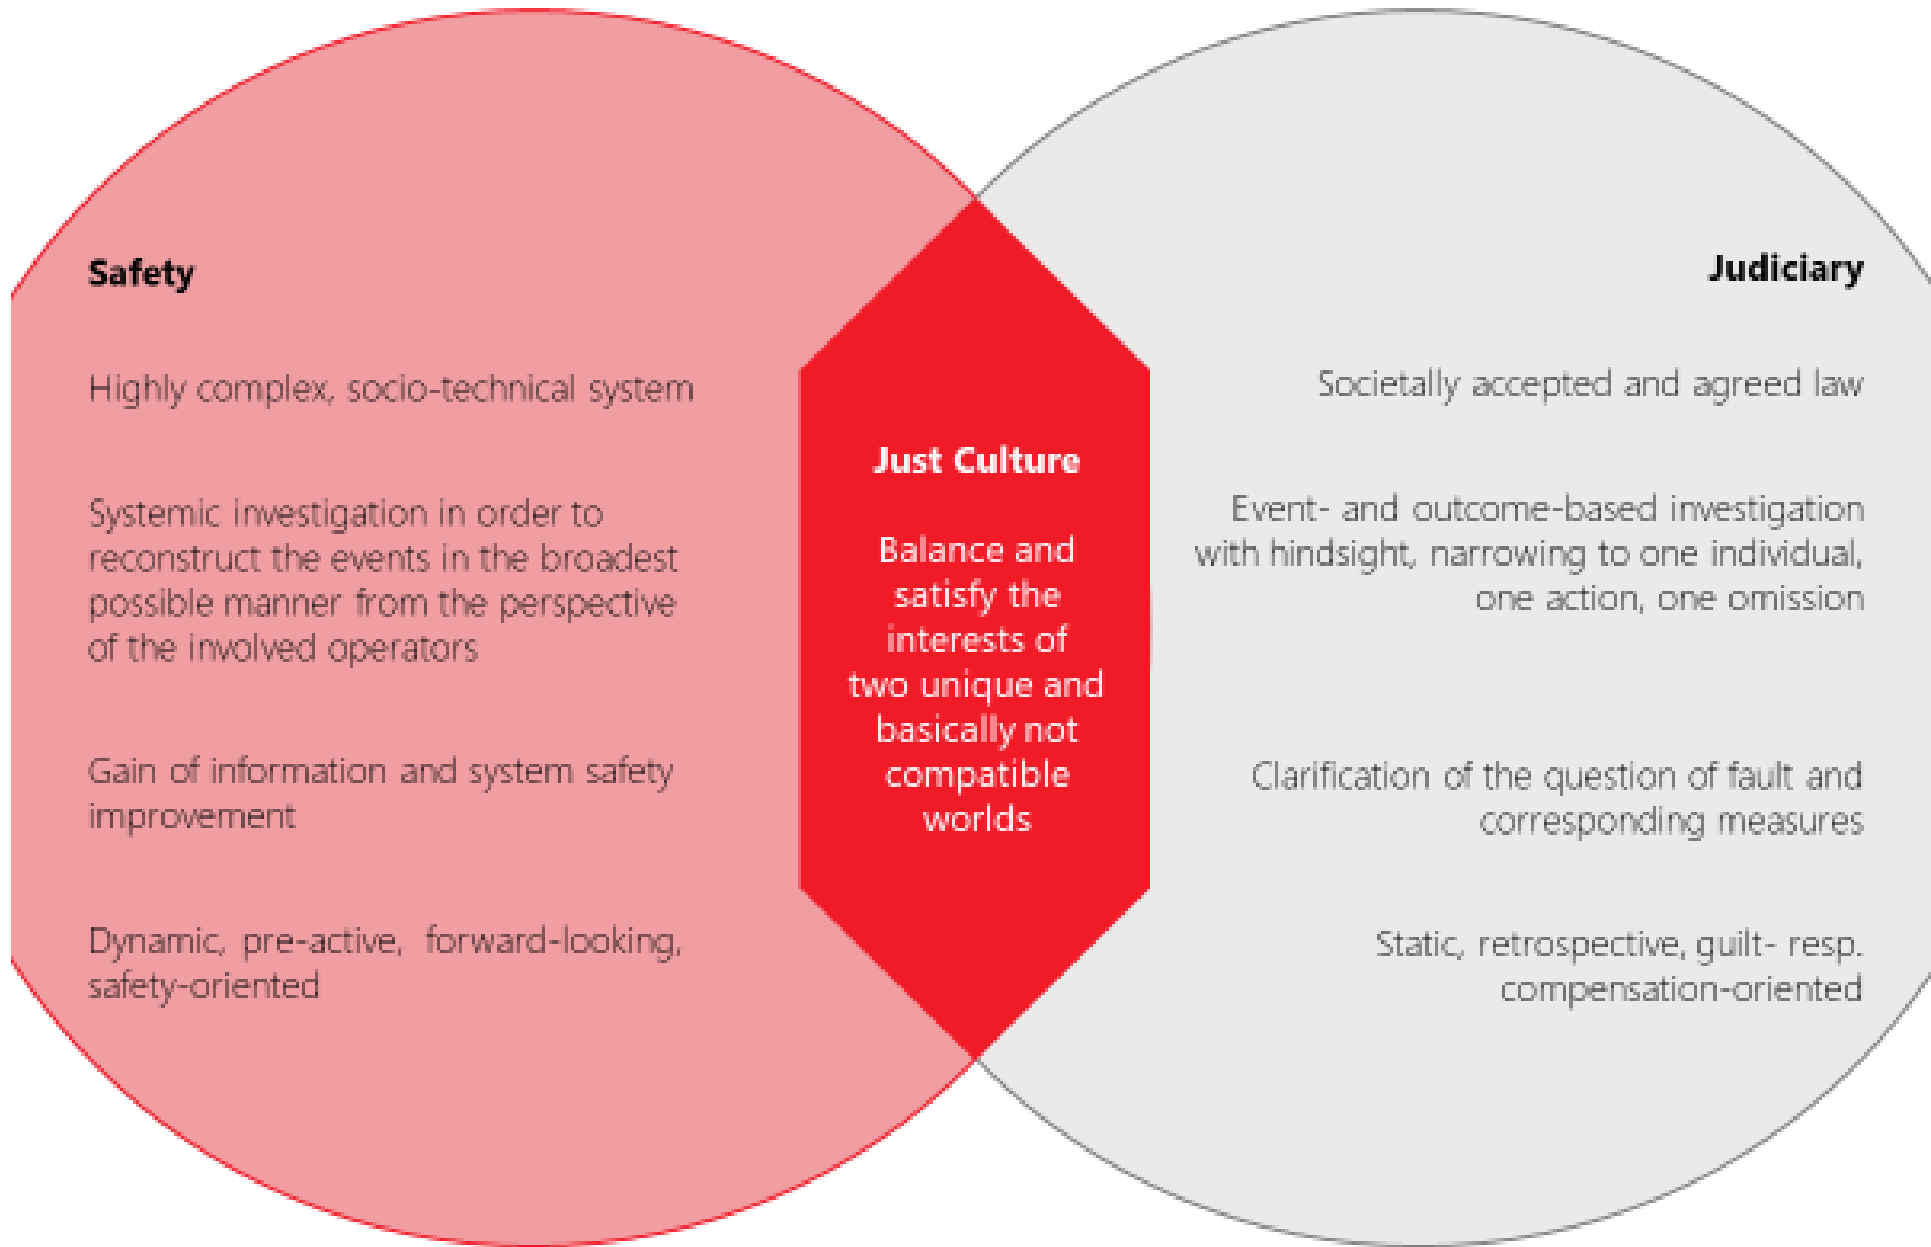 Safety
Highly complex, socio-technical system
Systemic investigation in order to
reconstruct the events in the broadest
possible manner from the perspective
of the involved operators
Gain of information and system safety
improvement
Dynamic, pre-active, forward-looking,
safety-oriented
Just Culture
Balance and
satisfy the
interests of
two unique and
basically not
compatible
worlds
Judiciary
Societally accepted and agreed law
Event- and outcome-based investigation
with hindsight, narrowing to one individual,
one action, one omission
Clarification of the question of fault and
corresponding measures
Static, retrospective, guilt- resp.
compensation-oriented